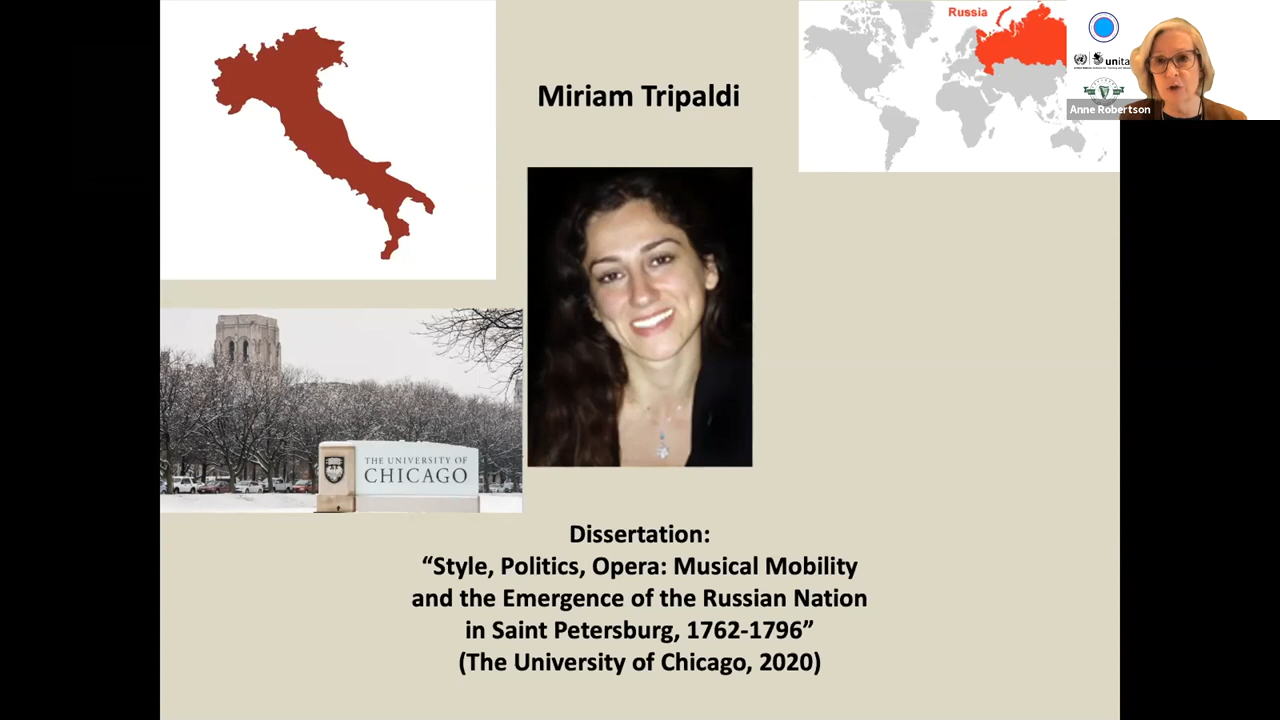 Russia
Miriam Tripaldi
unita
Anne Robertson
THE UNIVERSITY OF
CHICAGO
Dissertation:
“Style, Politics, Opera: Musical Mobility
and the Emergence of the Russian Nation
in Saint Petersburg, 1762-1796”
(The University of Chicago, 2020)